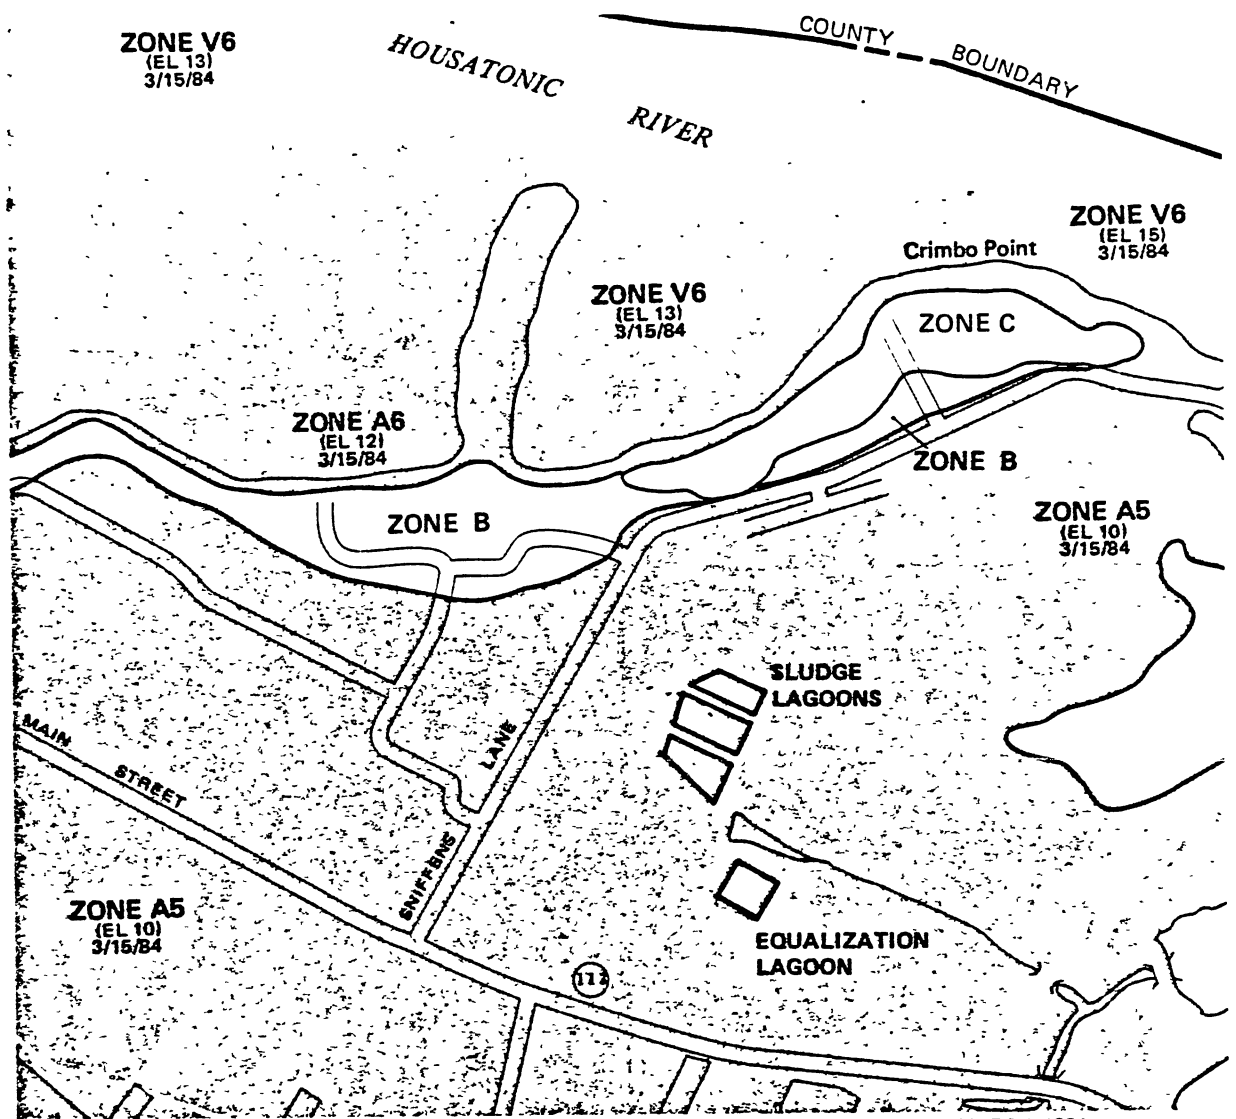 COUNTY BOUNDARY
ZONE V6
(EL 13)
3/15/84
HOUSATONIC
RIVER
ZONE V6
(EL 15)
3/15/84
Crimbo Point
ZONE V6
(EL 13)
3/15/84
ZONE C
ZONE A6
(EL 12)
3/15/84
ZONE B
ZONE B
ZONE A5
(EL 10)
3/15/84
SLUDGE
LAGOONS
MAIN STREET
SNIFFENS LANE
ZONE A5
(EL 10)
3/15/84
EQUALIZATION
LAGOON